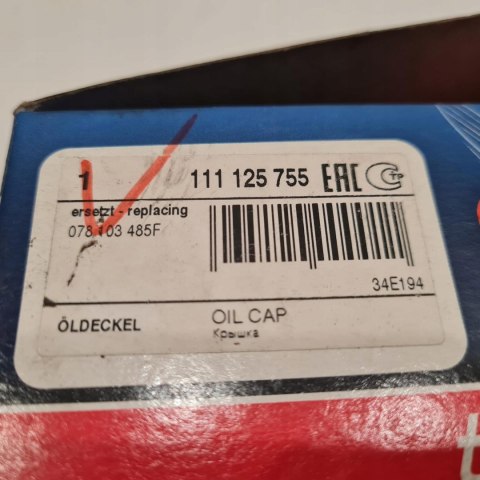 1 111 125 755 EAC
ersetzt - replacing
078 103 485F
34E194
ÖLDECKEL OIL CAP
Крышка
t